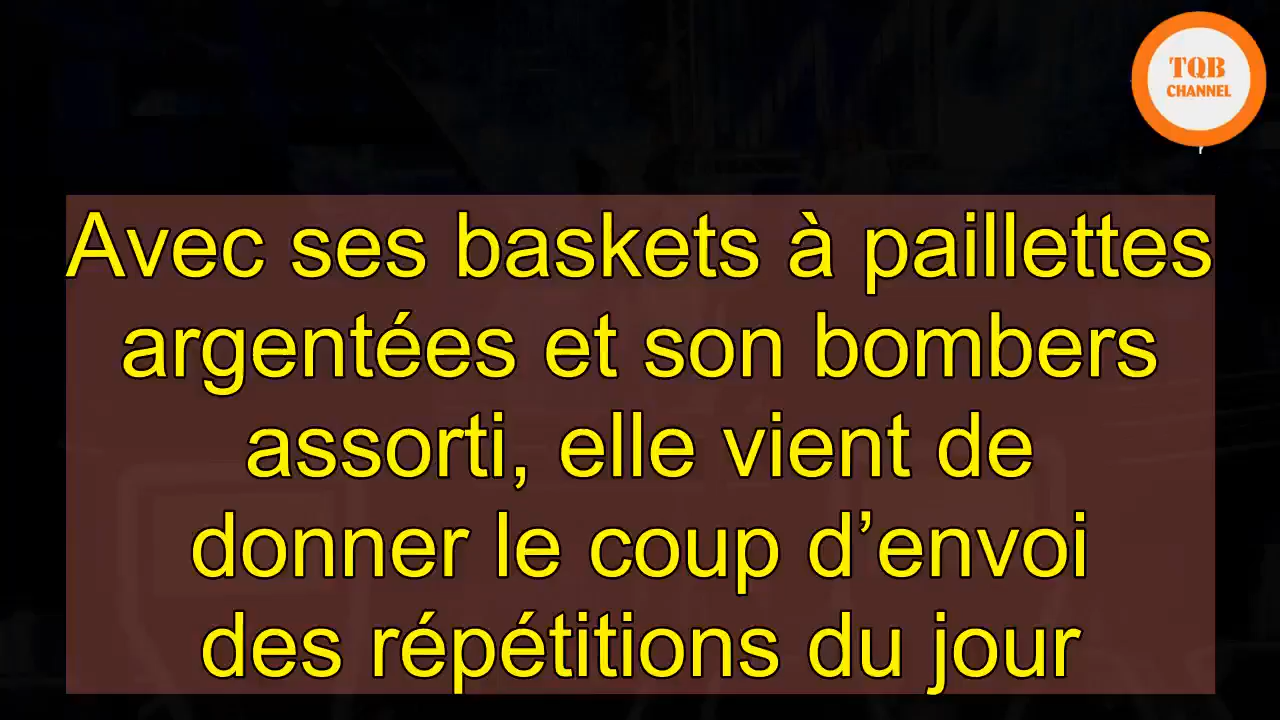 TQB
CHANNEL
Avec ses baskets à paillettes
argentées et son bombers
assorti, elle vient de
donner le coup d’envoi
des répétitions du jour